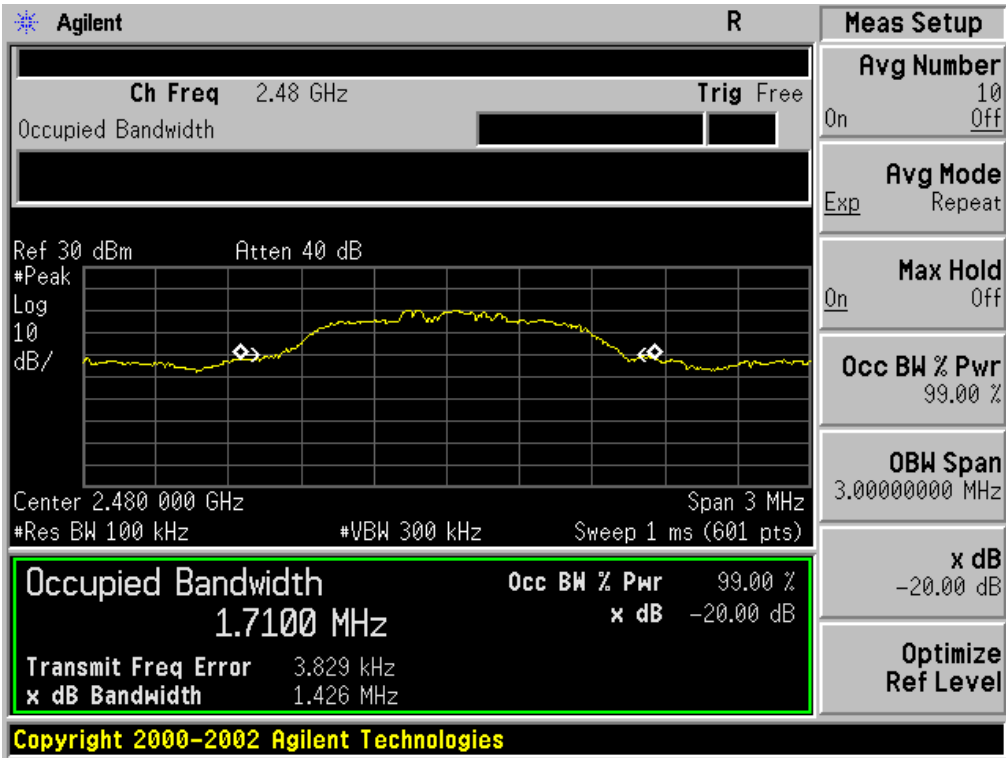 Agilent R
Ch Freq 2.48 GHz Trig Free
Occupied Bandwidth
Ref 30 dBm Atten 40 dB
#Peak
Log
10
dB/
Center 2.480 000 GHz Span 3 MHz
#Res BW 100 kHz #VBW 300 kHz Sweep 1 ms (601 pts)
Occupied Bandwidth Occ BW % Pwr 99.00 %
1.7100 MHz x dB -20.00 dB
Transmit Freq Error 3.829 kHz
x dB Bandwidth 1.426 MHz
Copyright 2000-2002 Agilent Technologies
Meas Setup
Avg Number
10
On Off
Avg Mode
Exp Repeat
Max Hold
On Off
Occ BW % Pwr
99.00 %
OBW Span
3.00000000 MHz
x dB
-20.00 dB
Optimize
Ref Level